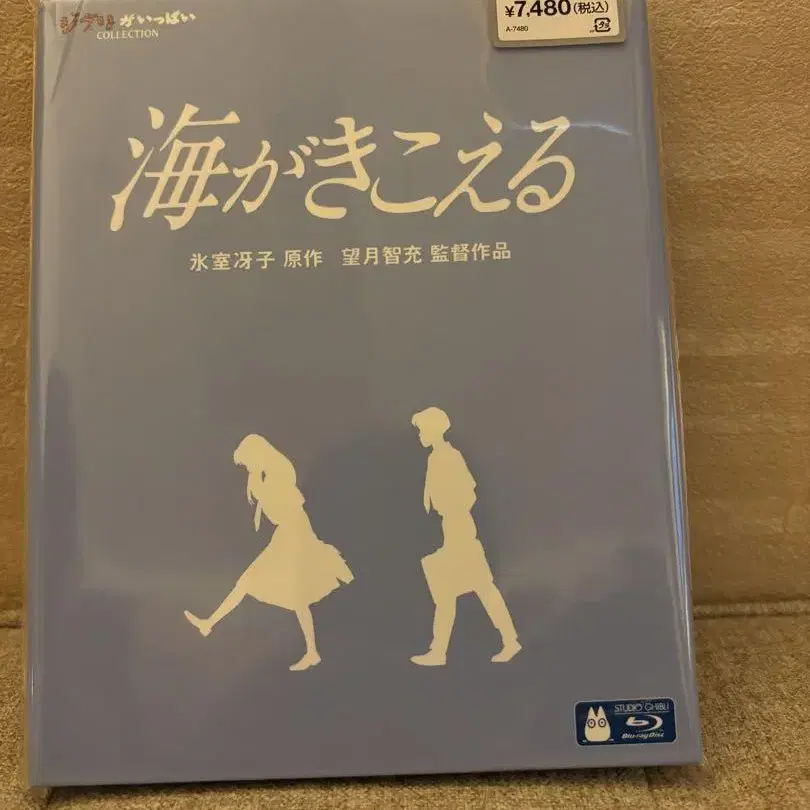 ジブリがいっぱい
COLLECTION
¥7,480(税込)
A-7480
海がきこえる
氷室冴子 原作 望月智充 監督作品
STUDIO GHIBLI
Blu-ray Disc